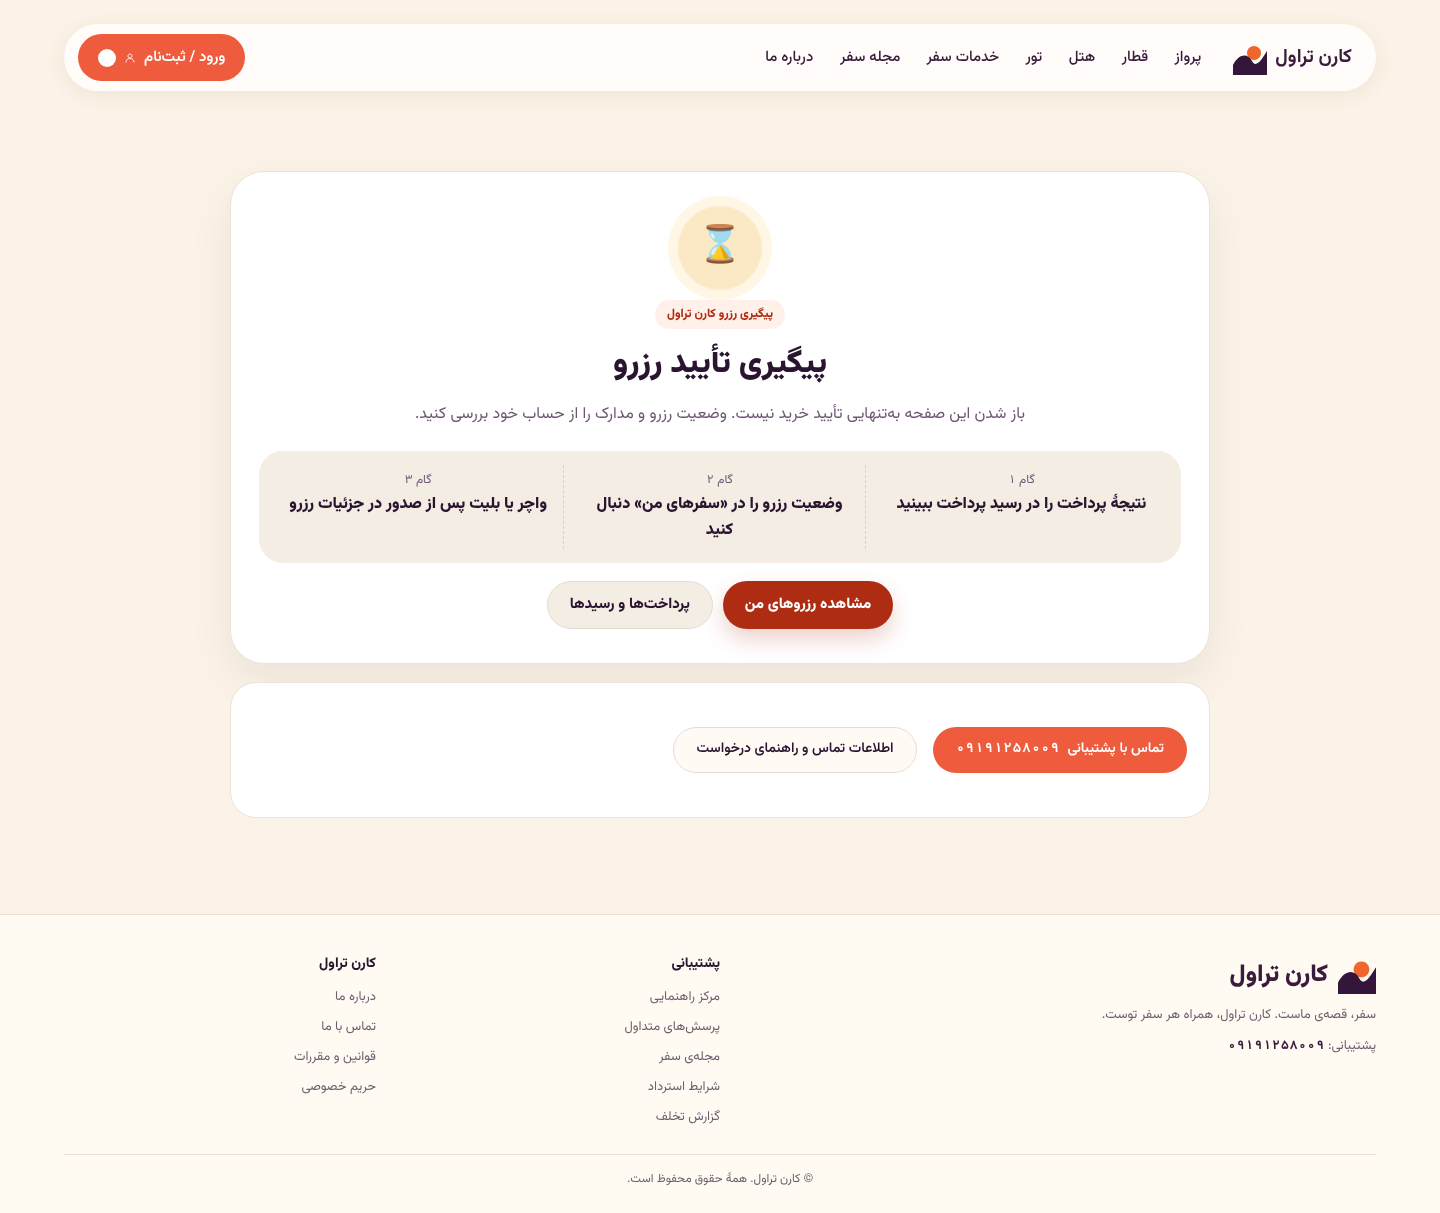 کارن تراول
پرواز
قطار
هتل
تور
خدمات سفر
مجله سفر
درباره ما
ورود / ثبت‌نام
پیگیری رزرو کارن تراول
پیگیری تأیید رزرو
باز شدن این صفحه به‌تنهایی تأیید خرید نیست. وضعیت رزرو و مدارک را از حساب خود بررسی کنید.
گام ۱
نتیجهٔ پرداخت را در رسید پرداخت ببینید
گام ۲
وضعیت رزرو را در «سفرهای من» دنبال
کنید
گام ۳
واچر یا بلیت پس از صدور در جزئیات رزرو
مشاهده رزروهای من
پرداخت‌ها و رسیدها
تماس با پشتیبانی ۰۹۱۹۱۲۵۸۰۰۹
اطلاعات تماس و راهنمای درخواست
کارن تراول
سفر، قصه‌ی ماست. کارن تراول، همراه هر سفر توست.
پشتیبانی: ۰۹۱۹۱۲۵۸۰۰۹
پشتیبانی
مرکز راهنمایی
پرسش‌های متداول
مجله‌ی سفر
شرایط استرداد
گزارش تخلف
کارن تراول
درباره ما
تماس با ما
قوانین و مقررات
حریم خصوصی
© کارن تراول. همهٔ حقوق محفوظ است.